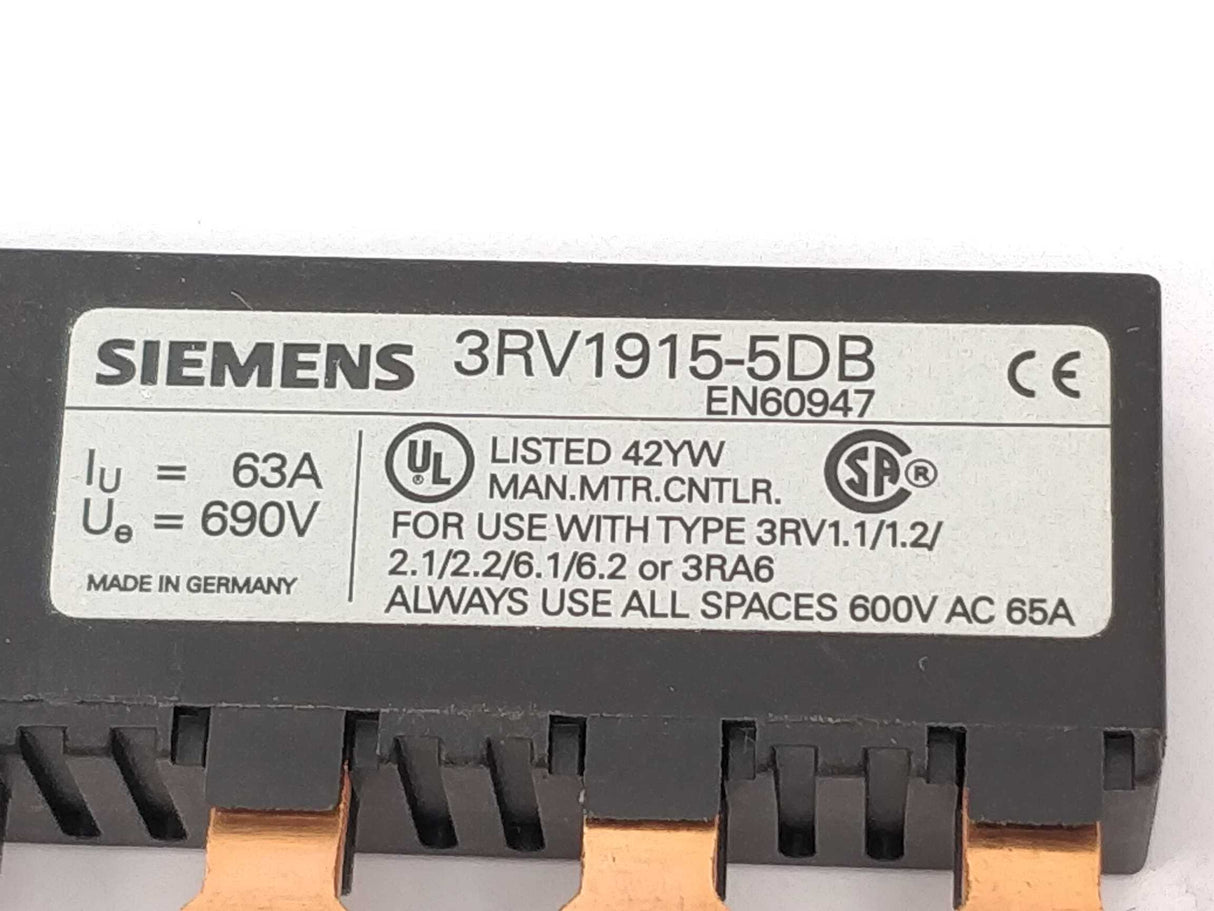 SIEMENS 3RV1915-5DB CE
EN60947
IU = 63A
Ue = 690V
MADE IN GERMANY
UL® LISTED 42YW
MAN.MTR.CNTLR.
SA®
FOR USE WITH TYPE 3RV1.1/1.2/
2.1/2.2/6.1/6.2 or 3RA6
ALWAYS USE ALL SPACES 600V AC 65A